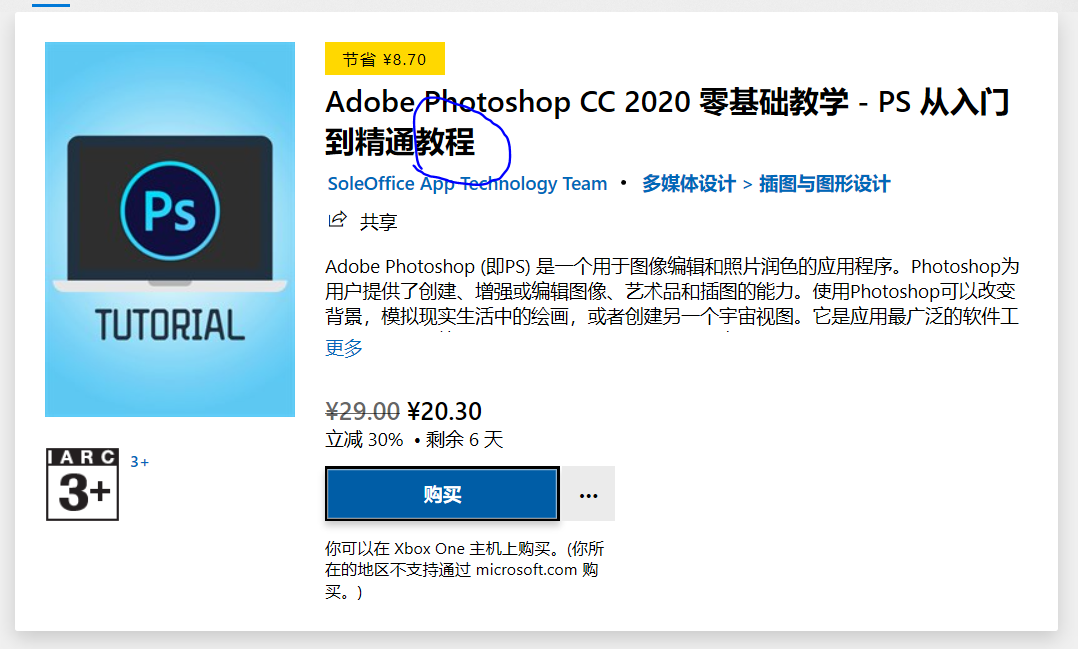 节省 ¥8.70
Adobe Photoshop CC 2020 零基础教学 - PS 从入门
到精通教程
SoleOffice App Technology Team • 多媒体设计 > 插图与图形设计
共享
Adobe Photoshop (即PS) 是一个用于图像编辑和照片润色的应用程序。Photoshop为
用户提供了创建、增强或编辑图像、艺术品和插图的能力。使用Photoshop可以改变
背景，模拟现实生活中的绘画，或者创建另一个宇宙视图。它是应用最广泛的软件工
更多
¥29.00 ¥20.30
立减 30% • 剩余 6 天
购买
...
你可以在 Xbox One 主机上购买。(你所
在的地区不支持通过 microsoft.com 购
买。)
Ps
TUTORIAL
IARC
3+
3+